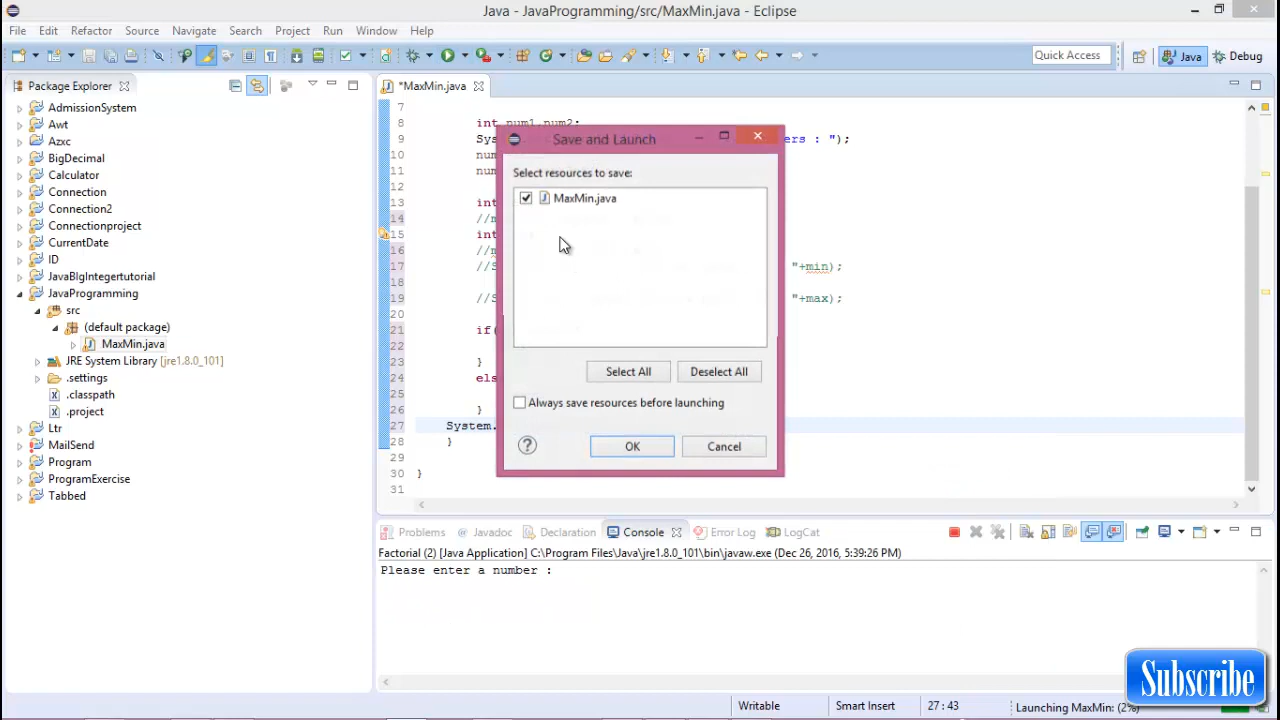 Java - JavaProgramming/src/MaxMin.java - Eclipse
File Edit Refactor Source Navigate Search Project Run Window Help
Quick Access Java Debug
Package Explorer
AdmissionSystem
Awt
Azxc
BigDecimal
Calculator
Connection
Connection2
Connectionproject
CurrentDate
ID
JavaBigIntegertutorial
JavaProgramming
src
(default package)
MaxMin.java
JRE System Library [jre1.8.0_101]
.settings
.classpath
.project
Ltr
MailSend
Program
ProgramExercise
Tabbed
*MaxMin.java
7
8 int num1,num2;
9 Sys ers : ");
10 num
11 num
12
13 int
14 //m
15 int
16 //m
17 //S "+min);
18
19 //S "+max);
20
21 if(
22
23 }
24 els
25
26 }
27 System.
28 }
29
30 }
31
Save and Launch
Select resources to save:
MaxMin.java
Select All Deselect All
Always save resources before launching
? OK Cancel
Problems @ Javadoc Declaration Console Error Log LogCat
Factorial (2) [Java Application] C:\Program Files\Java\jre1.8.0_101\bin\javaw.exe (Dec 26, 2016, 5:39:26 PM)
Please enter a number :
Writable Smart Insert 27 : 43 Launching MaxMin: (2%)
Subscribe